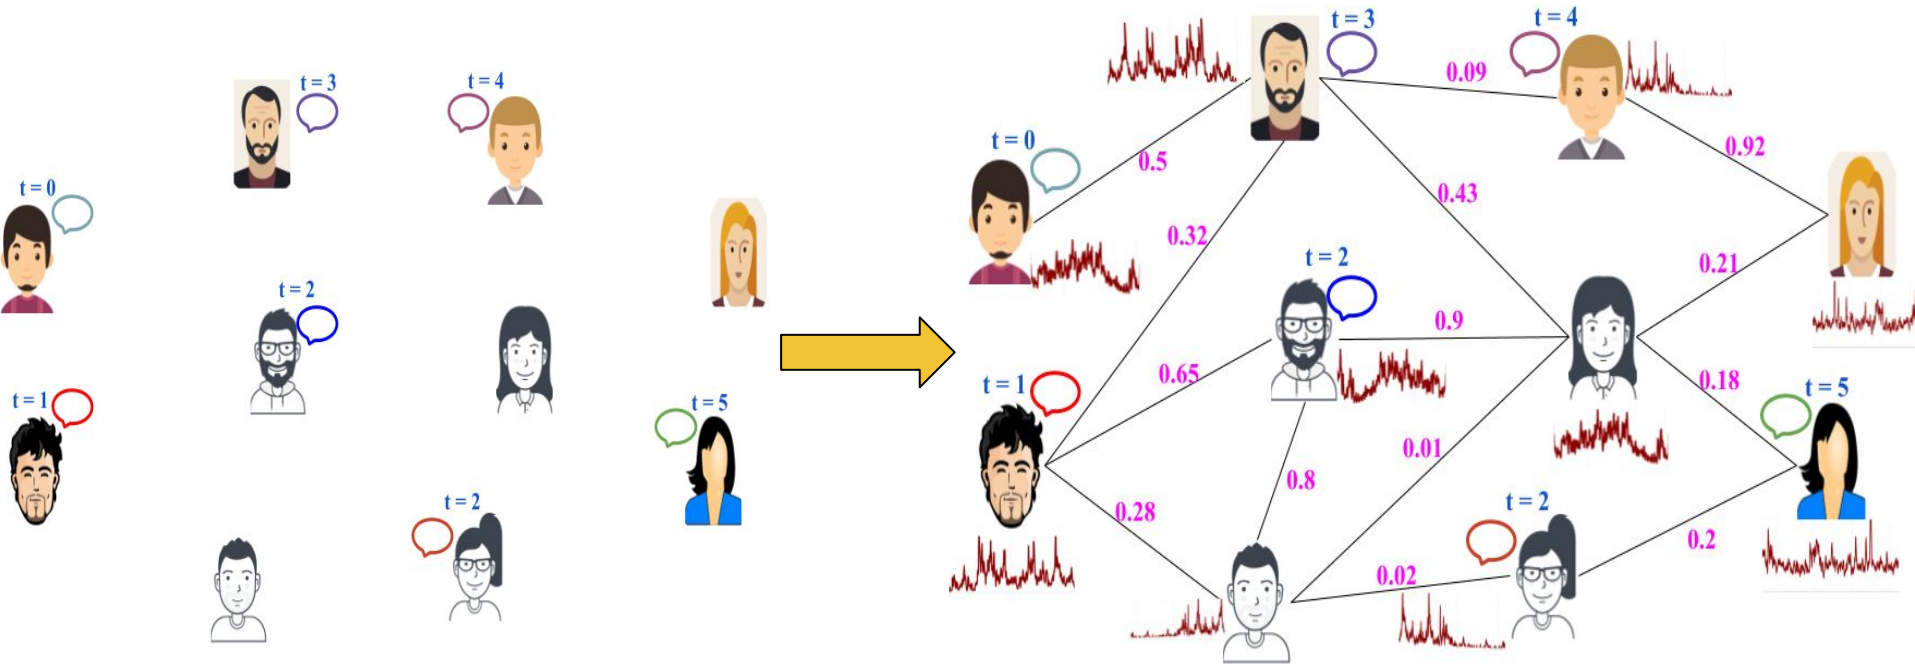 t = 3
t = 4
t = 0
t = 2
t = 1
t = 5
t = 2
t = 3
t = 4
0.09
0.92
t = 0
0.5
0.43
0.32
t = 2
0.21
0.9
0.65
t = 1
0.18
t = 5
0.01
0.8
0.28
t = 2
0.2
0.02